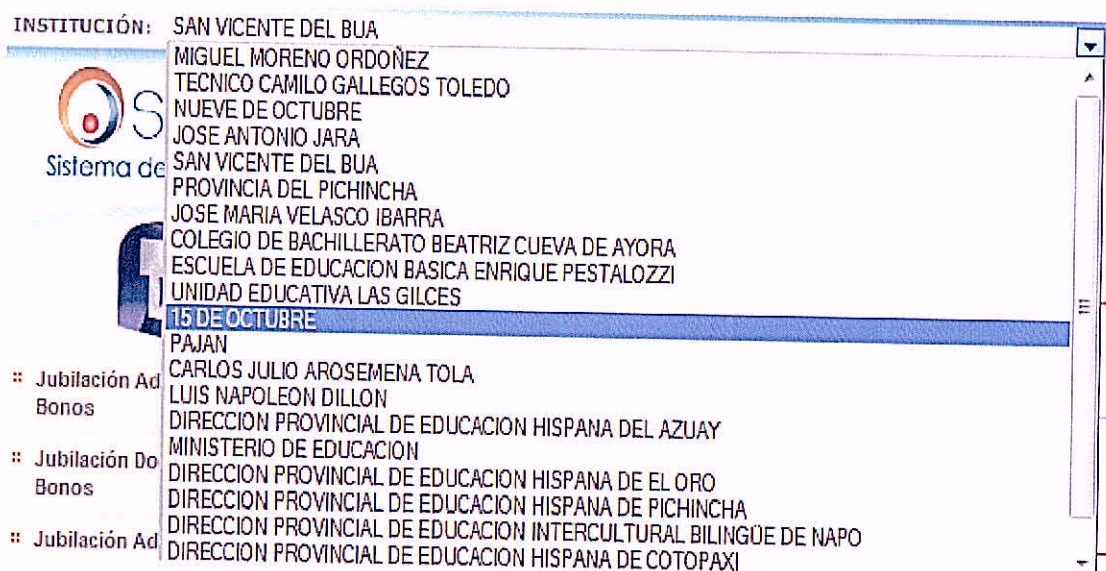 INSTITUCIÓN: SAN VICENTE DEL BUA
MIGUEL MORENO ORDOÑEZ
TECNICO CAMILO GALLEGOS TOLEDO
NUEVE DE OCTUBRE
JOSE ANTONIO JARA
SAN VICENTE DEL BUA
PROVINCIA DEL PICHINCHA
JOSE MARIA VELASCO IBARRA
COLEGIO DE BACHILLERATO BEATRIZ CUEVA DE AYORA
ESCUELA DE EDUCACION BASICA ENRIQUE PESTALOZZI
UNIDAD EDUCATIVA LAS GILCES
15 DE OCTUBRE
PAJAN
CARLOS JULIO AROSEMENA TOLA
LUIS NAPOLEON DILLON
DIRECCION PROVINCIAL DE EDUCACION HISPANA DEL AZUAY
MINISTERIO DE EDUCACION
DIRECCION PROVINCIAL DE EDUCACION HISPANA DE EL ORO
DIRECCION PROVINCIAL DE EDUCACION HISPANA DE PICHINCHA
DIRECCION PROVINCIAL DE EDUCACION INTERCULTURAL BILINGÜE DE NAPO
DIRECCION PROVINCIAL DE EDUCACION HISPANA DE COTOPAXI
S
Sistema de
Jubilación Ad
Bonos
Jubilación Do
Bonos
Jubilación Ad